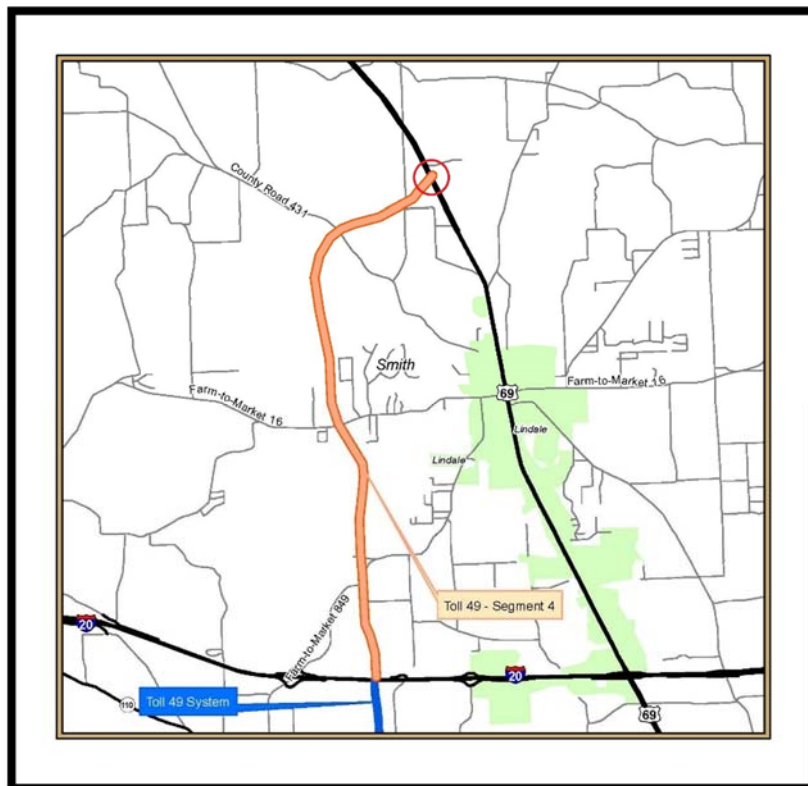 County Road 431
Smith
Farm-to-Market 16
69
Farm-to-Market 16
Lindale
Lindale
Toll 49 - Segment 4
Farm-to-Market 849
20
20
110
Toll 49 System
69